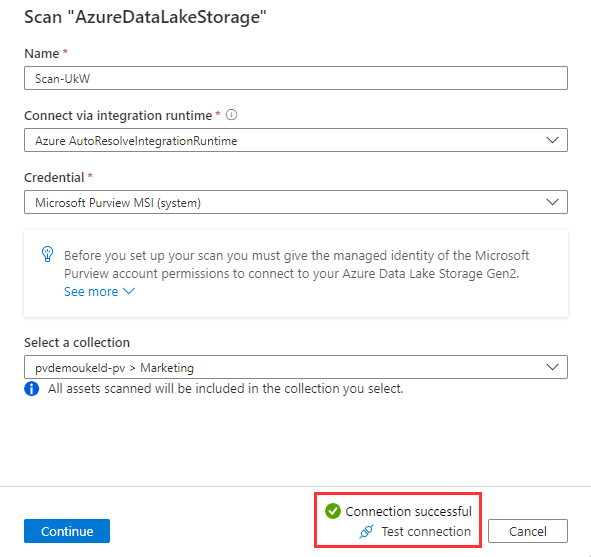 Scan "AzureDataLakeStorage"
Name *
Scan-UkW
Connect via integration runtime *
Azure AutoResolveIntegrationRuntime
Credential *
Microsoft Purview MSI (system)
Before you set up your scan you must give the managed identity of the Microsoft
Purview account permissions to connect to your Azure Data Lake Storage Gen2.
See more
Select a collection
pvdemoukeld-pv > Marketing
All assets scanned will be included in the collection you select.
Connection successful
Continue
Test connection
Cancel